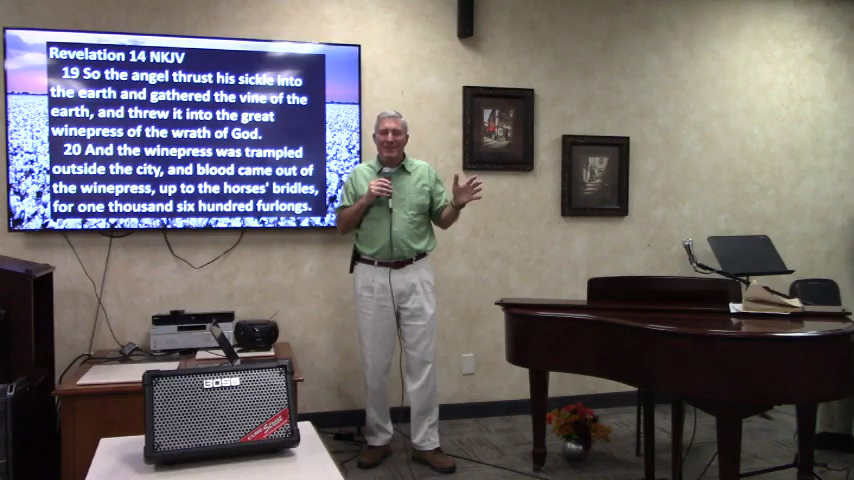 Revelation 14 NKJV
19 So the angel thrust his sickle into
the earth and gathered the vine of the
earth, and threw it into the great
winepress of the wrath of God.
20 And the winepress was trampled
outside the city, and blood came out of
the winepress, up to the horses' bridles,
for one thousand six hundred furlongs.
BOSS
CUBE Street